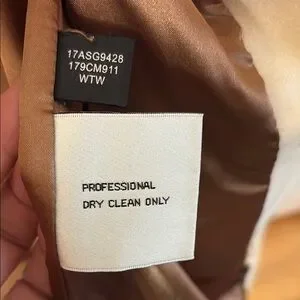 17ASG9428
179CM911
WTW
PROFESSIONAL
DRY CLEAN ONLY